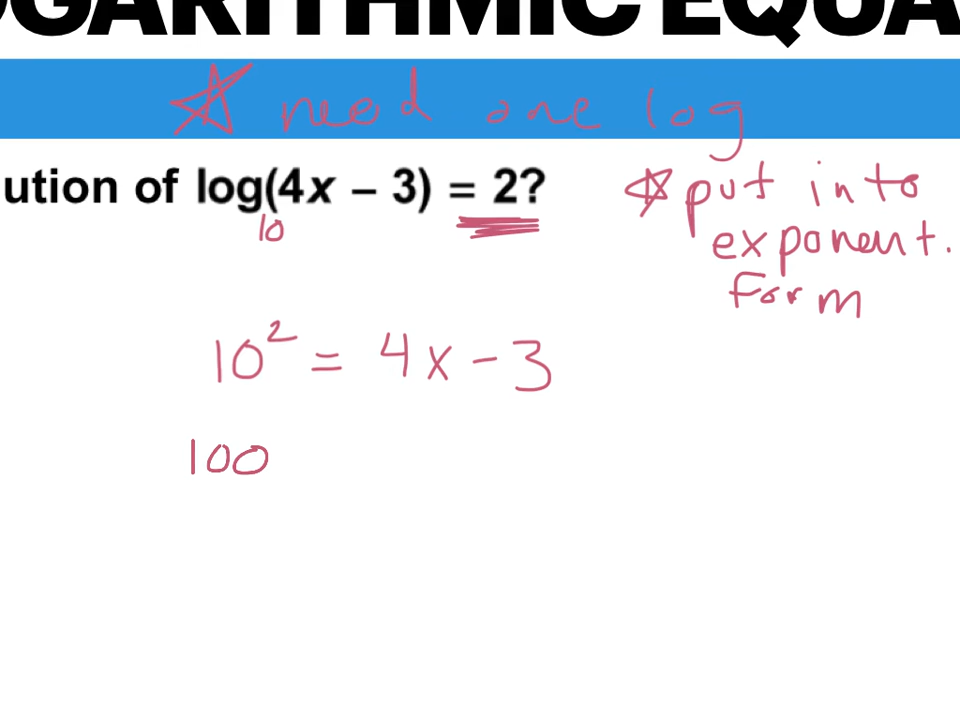 OGARITHMIC EQUA
☆ need one log
ution of log(4x – 3) = 2?
10
☆ put into
exponent.
form
10² = 4x - 3
100